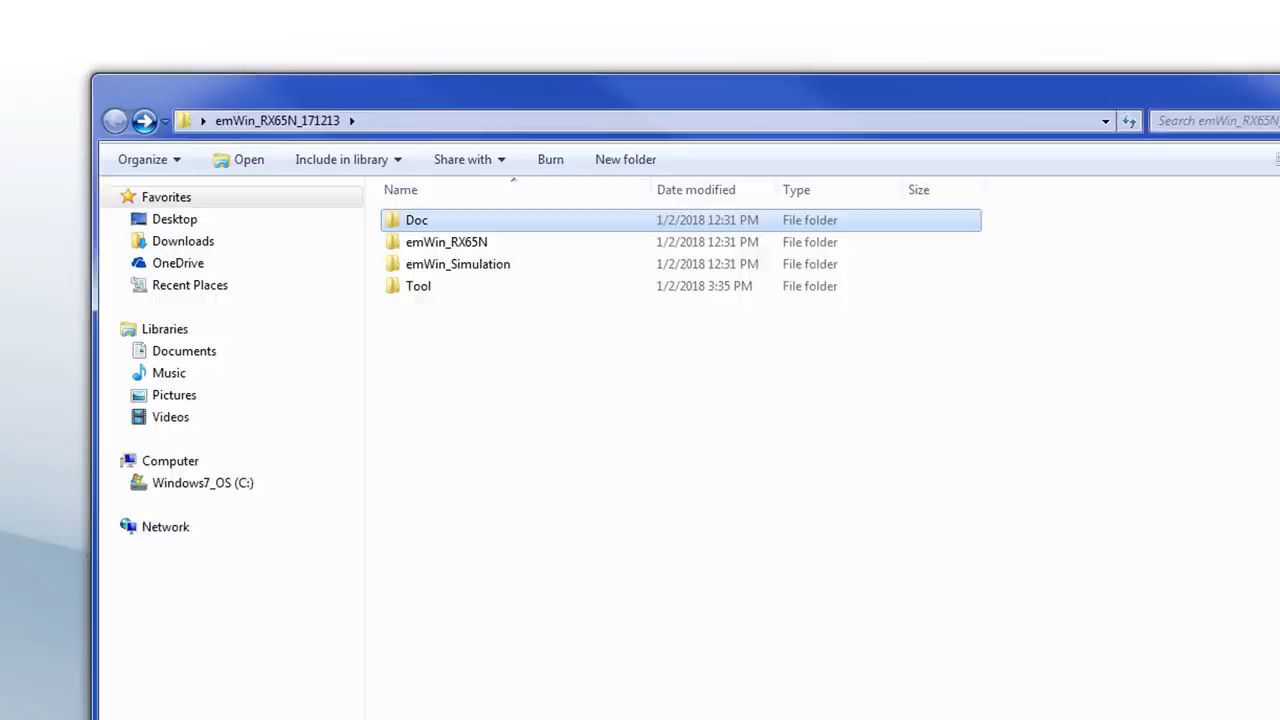 emWin_RX65N_171213
Search emWin_RX65N_
Organize
Open
Include in library
Share with
Burn
New folder
Name
Date modified
Type
Size
Favorites
Desktop
Downloads
OneDrive
Recent Places
Libraries
Documents
Music
Pictures
Videos
Computer
Windows7_OS (C:)
Network
Doc 1/2/2018 12:31 PM File folder
emWin_RX65N 1/2/2018 12:31 PM File folder
emWin_Simulation 1/2/2018 12:31 PM File folder
Tool 1/2/2018 3:35 PM File folder